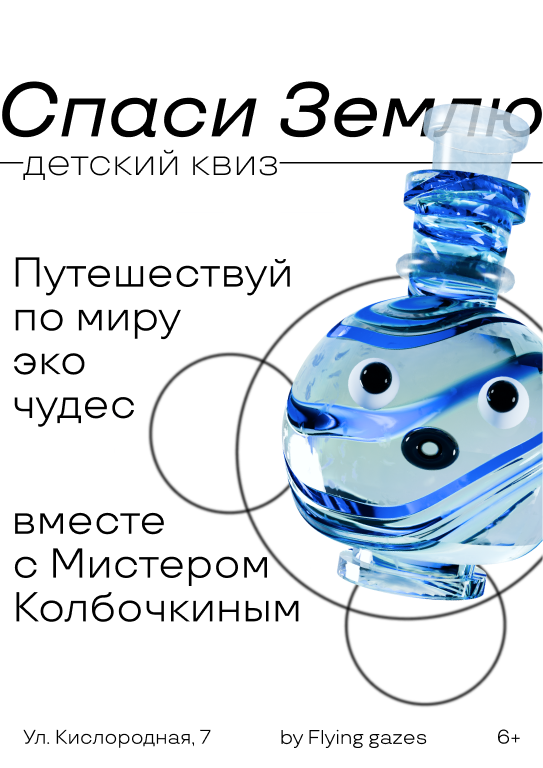 Спаси Землю
детский квиз
Путешествуй
по миру
эко
чудес
вместе
с Мистером
Колбочкиным
Ул. Кислородная, 7 by Flying gazes 6+